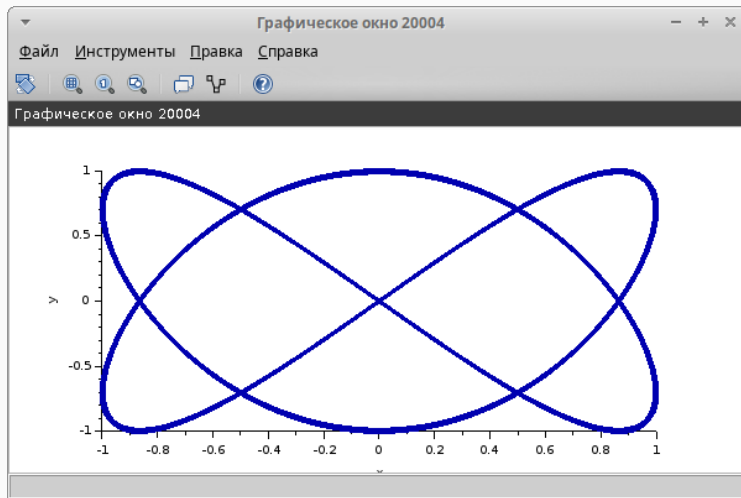 Графическое окно 20004
Файл Инструменты Правка Справка
Графическое окно 20004
1
0.5
y
0
-0.5
-1
-1 -0.8 -0.6 -0.4 -0.2 0 0.2 0.4 0.6 0.8 1